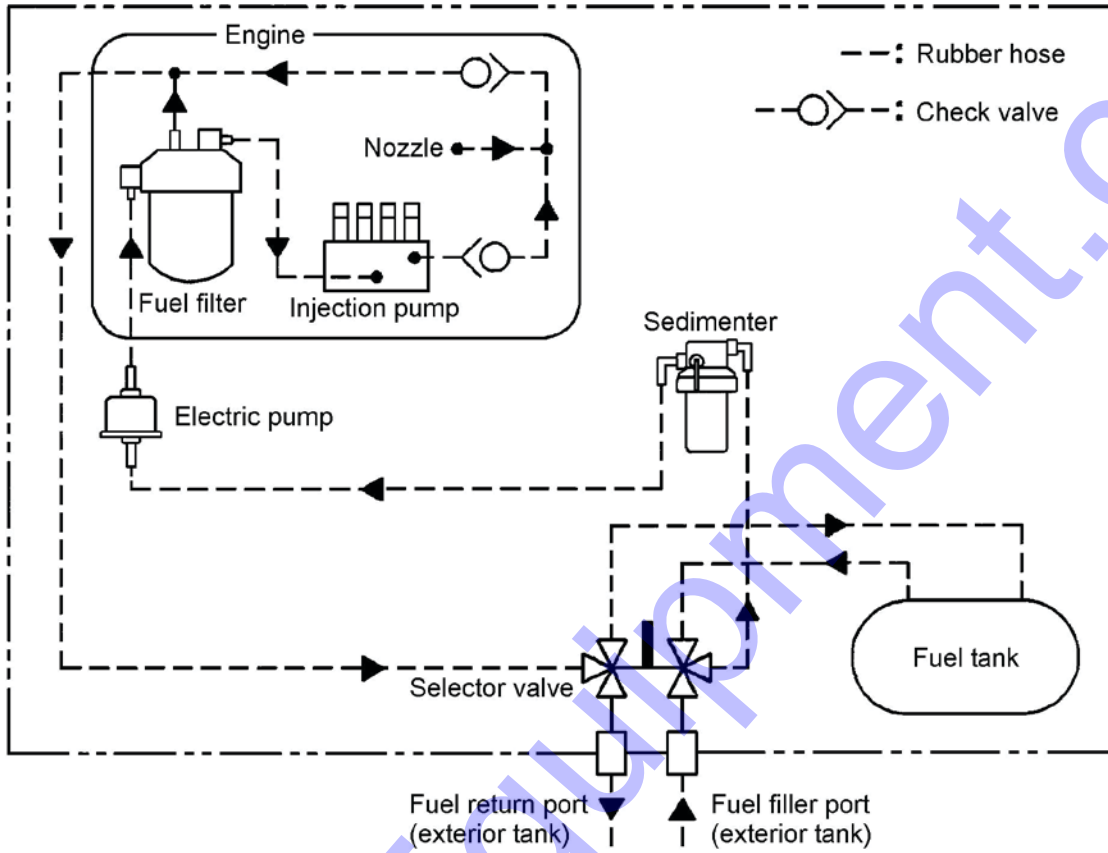 Engine
Rubber hose
Check valve
Nozzle
Fuel filter
Injection pump
Sedimenter
Electric pump
Fuel tank
Selector valve
Fuel return port
(exterior tank)
Fuel filler port
(exterior tank)